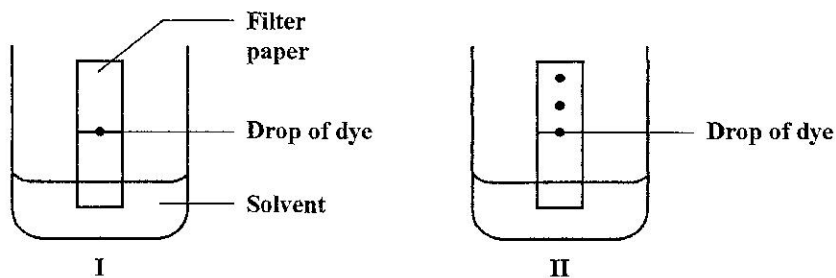 Filter
paper
Drop of dye
Solvent
I
Drop of dye
II